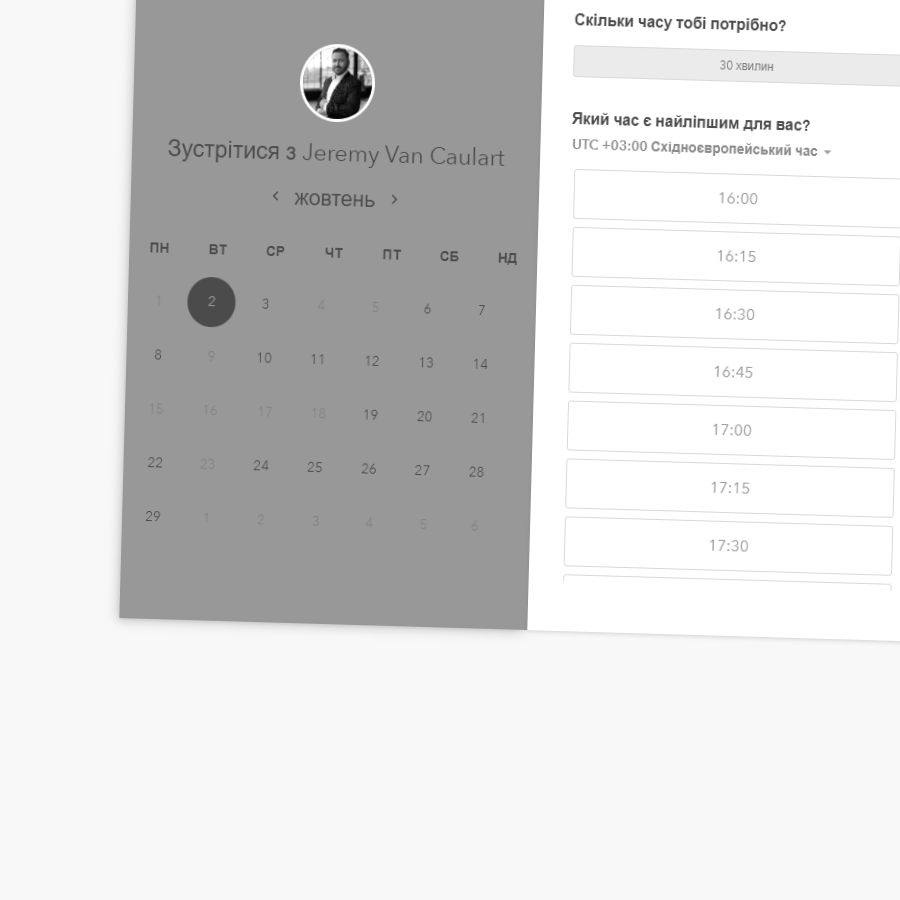 Зустрітися з Jeremy Van Caulart
жовтень
ПН ВТ СР ЧТ ПТ СБ НД
1 2 3 4 5 6 7
8 9 10 11 12 13 14
15 16 17 18 19 20 21
22 23 24 25 26 27 28
29 1 2 3 4 5 6
Скільки часу тобі потрібно?
30 хвилин
Який час є найліпшим для вас?
UTC +03:00 Східноєвропейський час
16:00
16:15
16:30
16:45
17:00
17:15
17:30